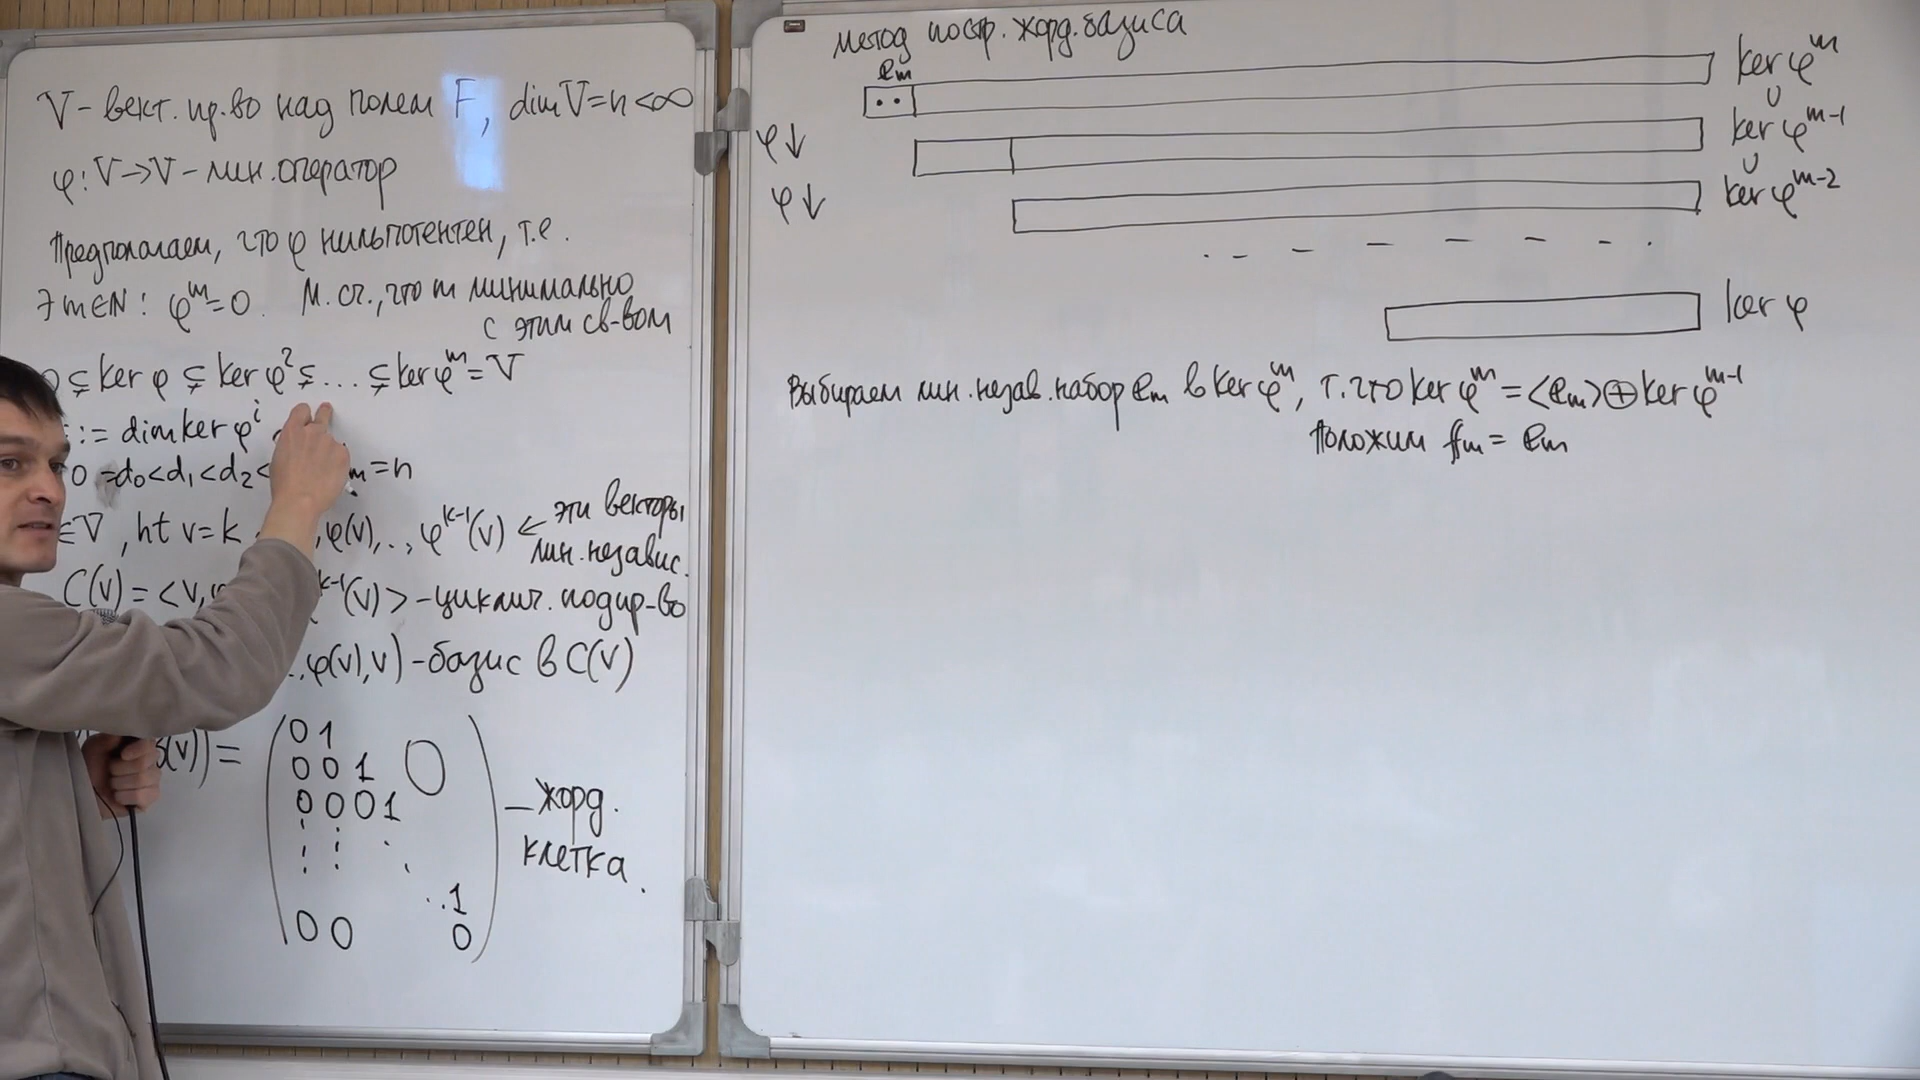 V - вект. пр-во над полем F, dim V = n < ∞
φ: V → V - лин. оператор
Предполагаем, что φ нильпотентен, т.е.
∃ m ∈ N : φ^m = 0. М. сч., что m минимально
с этим св-вом
0 ⊊ ker φ ⊊ ker φ^2 ⊊ ... ⊊ ker φ^m = V
:= dim ker φ^i
0 = d₀ < d₁ < d₂ < m = n
∈ V, ht v = k , φ(v), .., φ^{k-1}(v) ← эти векторы
лин. независ.
C(v) = <v, φ^{k-1}(v)> - циклич. подпр-во
.., φ(v), v) - базис в C(v)
(v)) =
0 1
0 0 1 0
0 0 0 1
1
0 0 0
- жорд.
клетка.
Метод постр. жорд. базиса
e_m
ker φ^m
∪
φ↓
ker φ^{m-1}
∪
φ↓
ker φ^{m-2}
ker φ
Выбираем лин. незав. набор e_m в ker φ^m, т. что ker φ^m = <e_m> ⊕ ker φ^{m-1}
Положим f_m = e_m